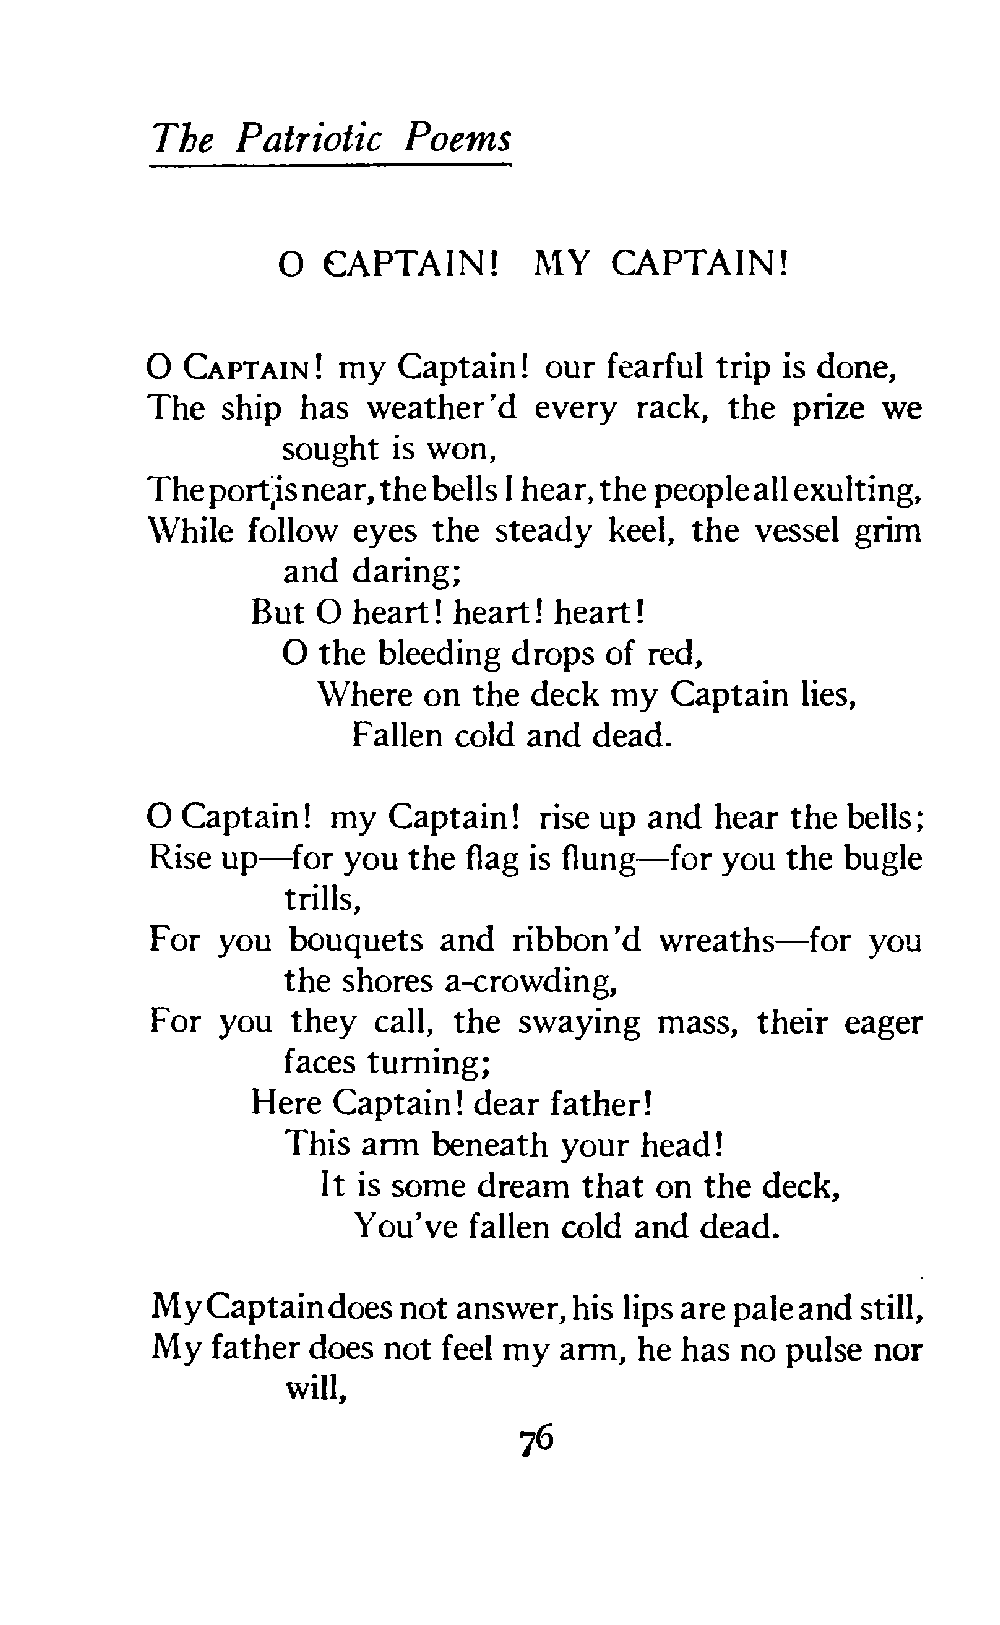 The Patriotic Poems
O CAPTAIN! MY CAPTAIN!
O CAPTAIN! my Captain! our fearful trip is done,
The ship has weather'd every rack, the prize we
sought is won,
The port is near, the bells I hear, the people all exulting,
While follow eyes the steady keel, the vessel grim
and daring;
But O heart! heart! heart!
O the bleeding drops of red,
Where on the deck my Captain lies,
Fallen cold and dead.
O Captain! my Captain! rise up and hear the bells;
Rise up—for you the flag is flung—for you the bugle
trills,
For you bouquets and ribbon'd wreaths—for you
the shores a-crowding,
For you they call, the swaying mass, their eager
faces turning;
Here Captain! dear father!
This arm beneath your head!
It is some dream that on the deck,
You've fallen cold and dead.
My Captain does not answer, his lips are pale and still,
My father does not feel my arm, he has no pulse nor
will,
76